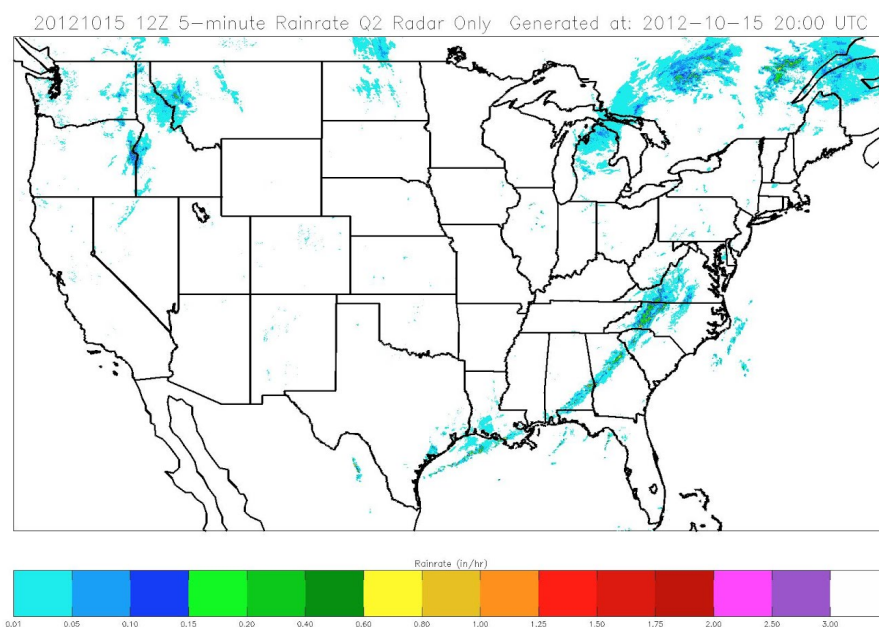 20121015 12Z 5-minute Rainrate Q2 Radar Only Generated at: 2012-10-15 20:00 UTC
Rainrate (in/hr)
0.01 0.05 0.10 0.15 0.20 0.40 0.60 0.80 1.00 1.25 1.50 1.75 2.00 2.50 3.00